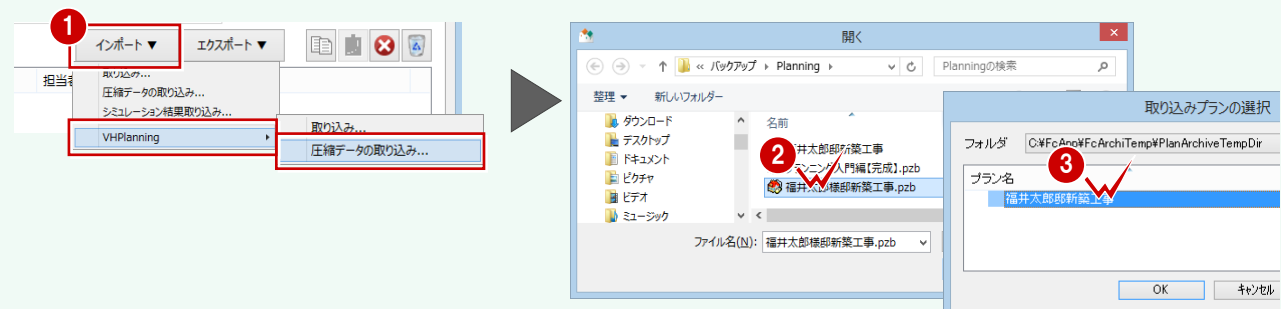 1
インポート▼
エクスポート▼
取り込み...
圧縮データの取り込み...
シミュレーション結果取り込み...
VHPlanning
取り込み...
圧縮データの取り込み...
開く
« バックアップ Planning
Planningの検索
整理
新しいフォルダー
ダウンロード
デスクトップ
ドキュメント
ピクチャ
ビデオ
ミュージック
名前
2
井太郎邸新築工事
入門編【完成】.pzb
福井太郎様邸新築工事.pzb
ファイル名(N):
福井太郎様邸新築工事.pzb
取り込みプランの選択
フォルダ
C:¥FcApp¥FcArchiTemp¥PlanArchiveTempDir
3
プラン名
福井太郎邸新築工事
OK
キャンセル